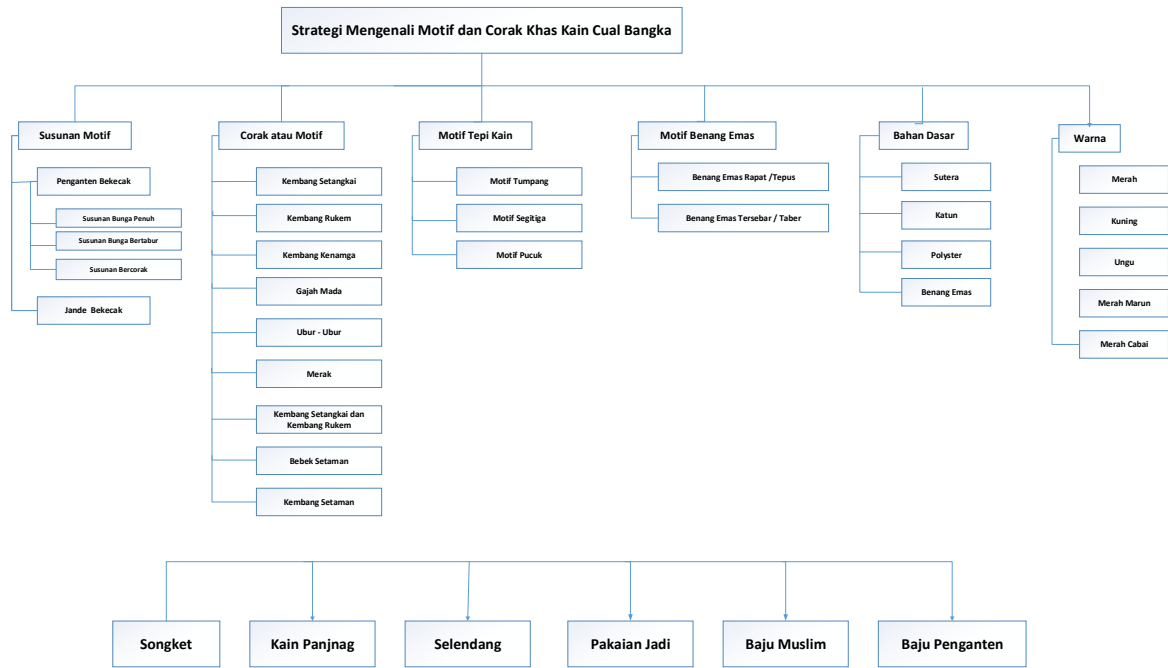 Strategi Mengenali Motif dan Corak Khas Kain Cual Bangka
Susunan Motif
Penganten Bekecak
Susunan Bunga Penuh
Susunan Bunga Bertabur
Susunan Bercorak
Jande Bekecak
Corak atau Motif
Kembang Setangkai
Kembang Rukem
Kembang Kenamga
Gajah Mada
Ubur - Ubur
Merak
Kembang Setangkai dan
Kembang Rukem
Bebek Setaman
Kembang Setaman
Motif Tepi Kain
Motif Tumpang
Motif Segitiga
Motif Pucuk
Motif Benang Emas
Benang Emas Rapat /Tepus
Benang Emas Tersebar / Taber
Bahan Dasar
Sutera
Katun
Polyster
Benang Emas
Warna
Merah
Kuning
Ungu
Merah Marun
Merah Cabai
Songket
Kain Panjnag
Selendang
Pakaian Jadi
Baju Muslim
Baju Penganten